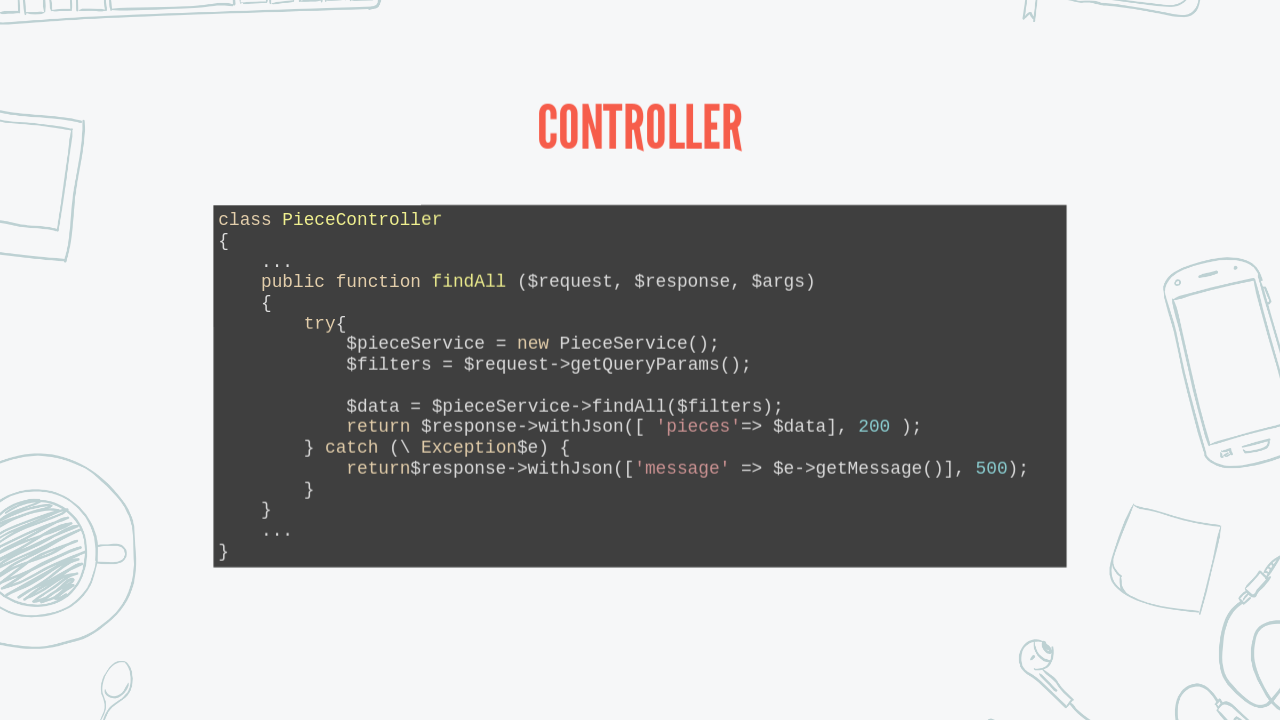 CONTROLLER
class PieceController
{
    ...
    public function findAll ($request, $response, $args)
    {
        try{
            $pieceService = new PieceService();
            $filters = $request->getQueryParams();

            $data = $pieceService->findAll($filters);
            return $response->withJson([ 'pieces'=> $data], 200 );
        } catch (\ Exception$e) {
            return$response->withJson(['message' => $e->getMessage()], 500);
        }
    }
    ...
}